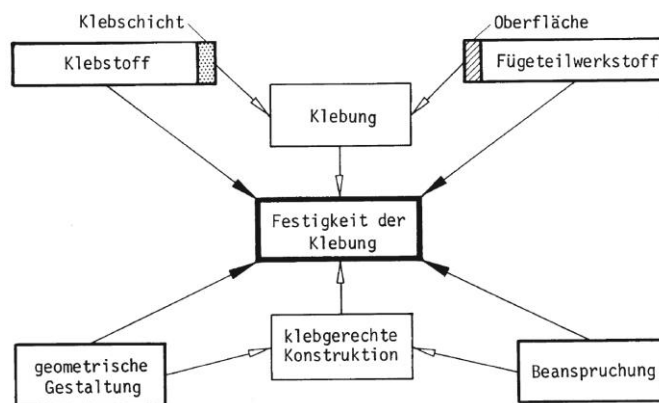 Klebschicht
Oberfläche
Klebstoff
Fügeteilwerkstoff
Klebung
Festigkeit der
Klebung
klebgerechte
Konstruktion
geometrische
Gestaltung
Beanspruchung